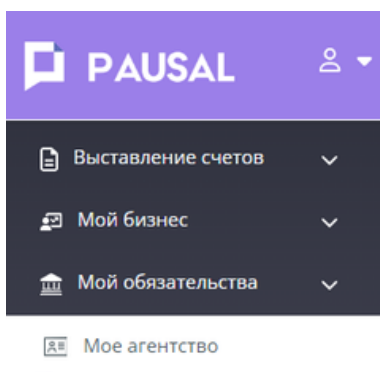 PAUSAL
Выставление счетов
Мой бизнес
Мой обязательства
Мое агентство